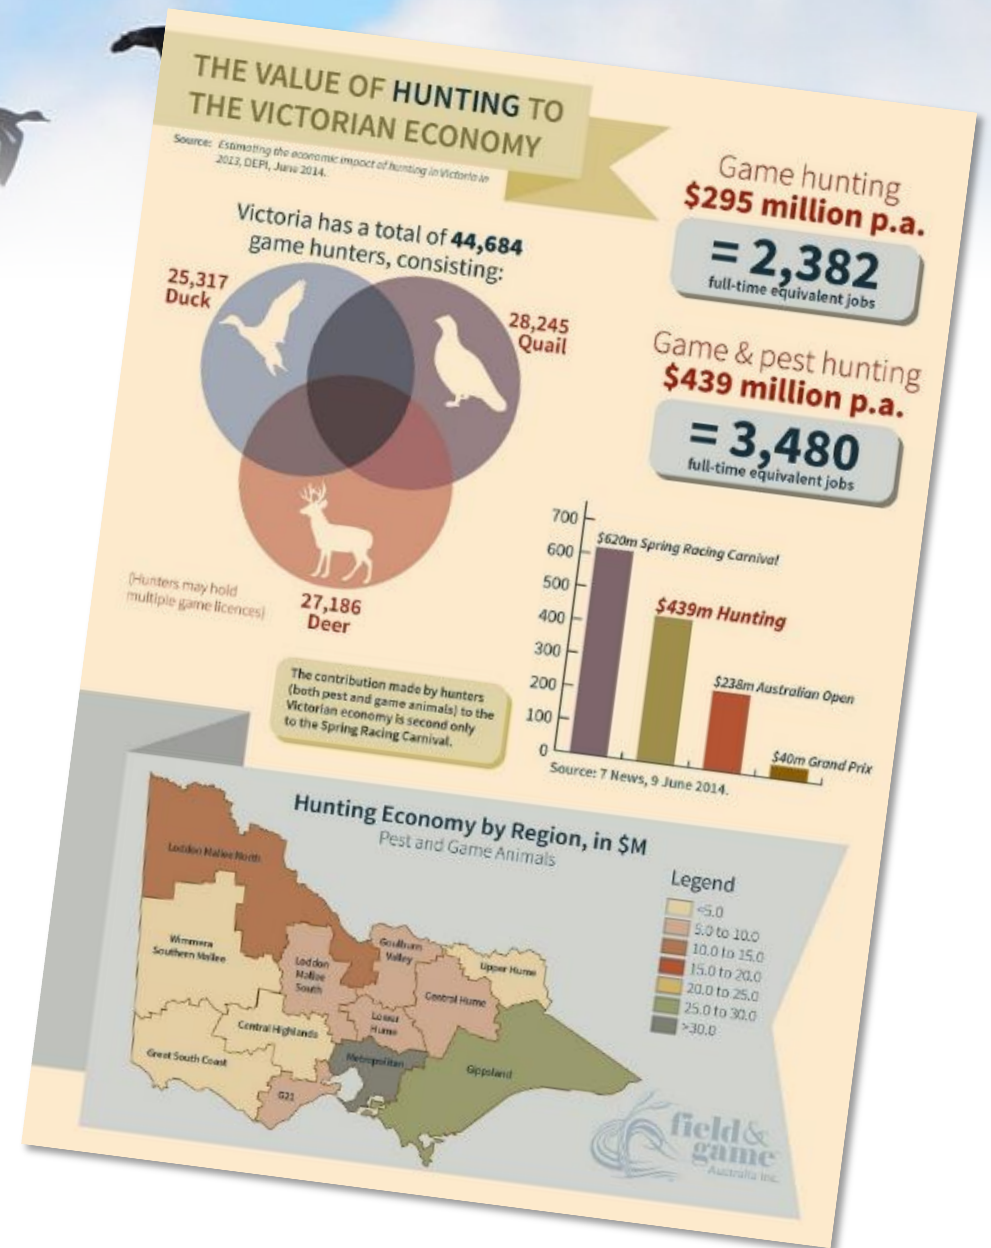 THE VALUE OF HUNTING TO
THE VICTORIAN ECONOMY
Source: Estimating the economic impact of hunting in Victoria in
2013, DEPI, June 2014.
Game hunting
$295 million p.a.
= 2,382
full-time equivalent jobs
Victoria has a total of 44,684
game hunters, consisting:
25,317
Duck
28,245
Quail
27,186
Deer
(Hunters may hold
multiple game licences)
Game & pest hunting
$439 million p.a.
= 3,480
full-time equivalent jobs
700
600
500
400
300
200
100
0
$620m Spring Racing Carnival
$439m Hunting
$238m Australian Open
$40m Grand Prix
Source: 7 News, 9 June 2014.
The contribution made by hunters
(both pest and game animals) to the
Victorian economy is second only
to the Spring Racing Carnival.
Hunting Economy by Region, in $M
Pest and Game Animals
Legend
<5.0
5.0 to 10.0
10.0 to 15.0
15.0 to 20.0
20.0 to 25.0
25.0 to 30.0
>30.0
Loddon Mallee North
Wimmera
Southern Mallee
Loddon
Mallee
South
Goulburn
Valley
Upper Hume
Central Hume
Lower
Hume
Central Highlands
Great South Coast
Metropolitan
Gippsland
G21
field &
game
Australia Inc.